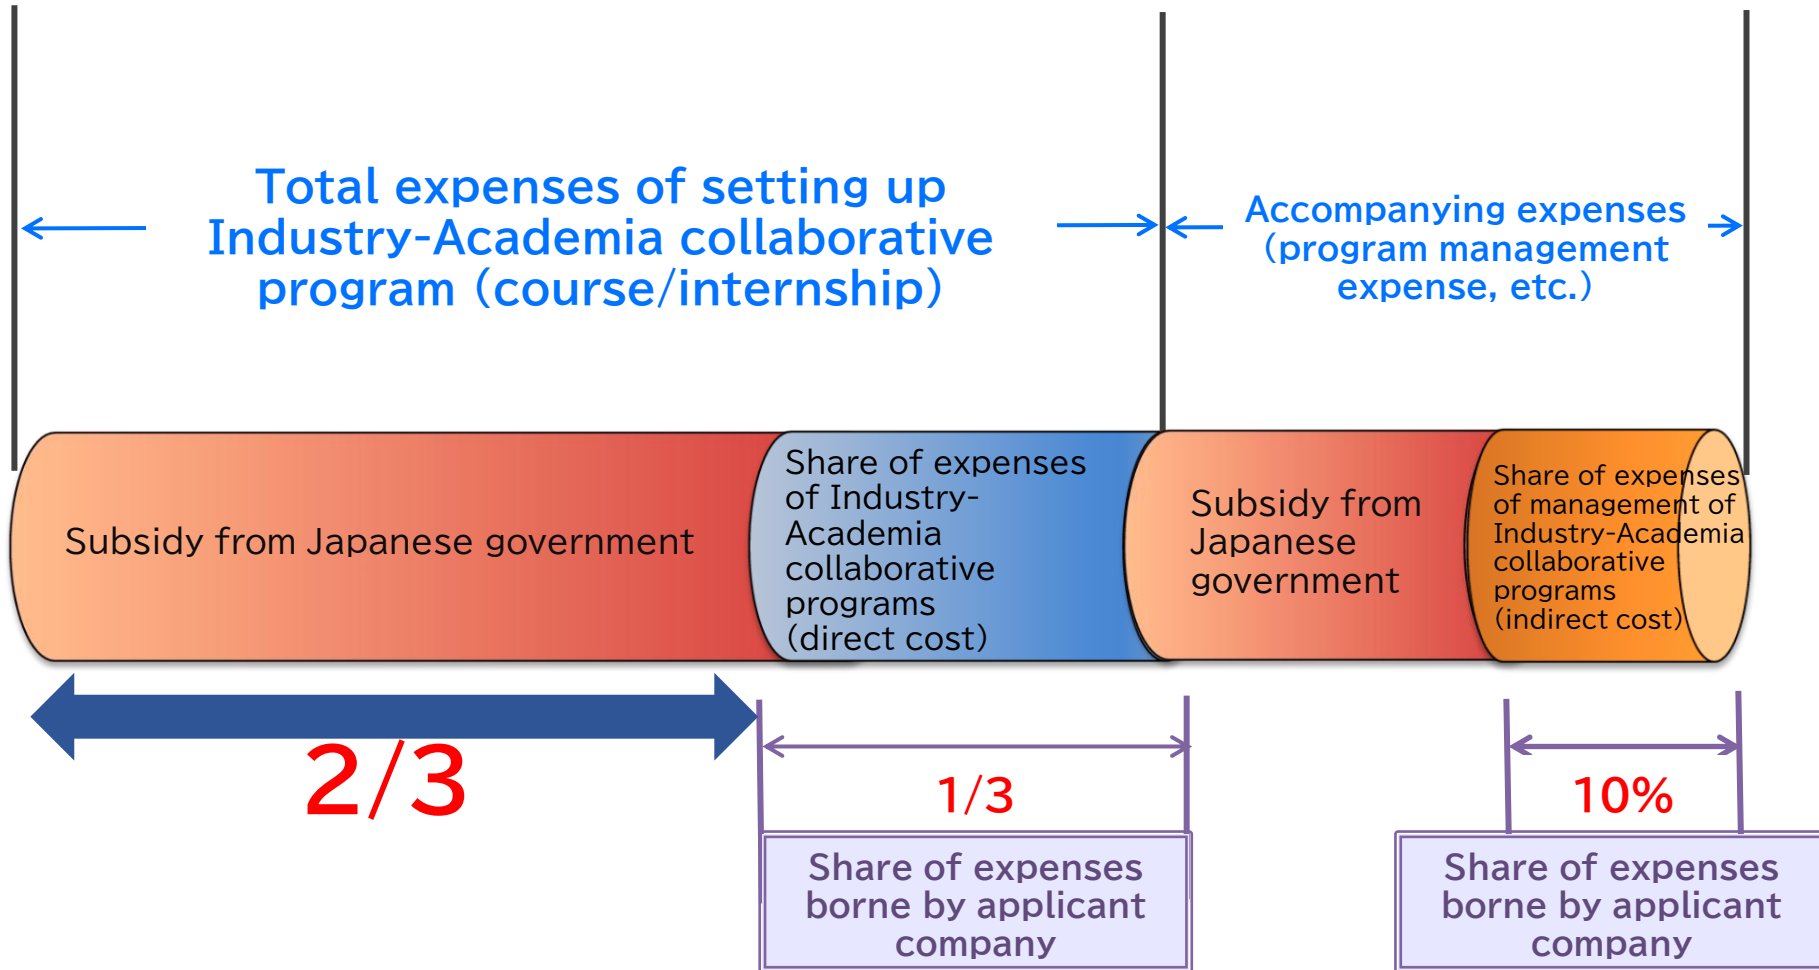 Total expenses of setting up
Industry-Academia collaborative
program (course/internship)
Accompanying expenses
(program management
expense, etc.)
Subsidy from Japanese government
Share of expenses
of Industry-
Academia
collaborative
programs
(direct cost)
Subsidy from
Japanese
government
Share of expenses
of management of
Industry-Academia
collaborative
programs
(indirect cost)
2/3
1/3
10%
Share of expenses
borne by applicant
company
Share of expenses
borne by applicant
company